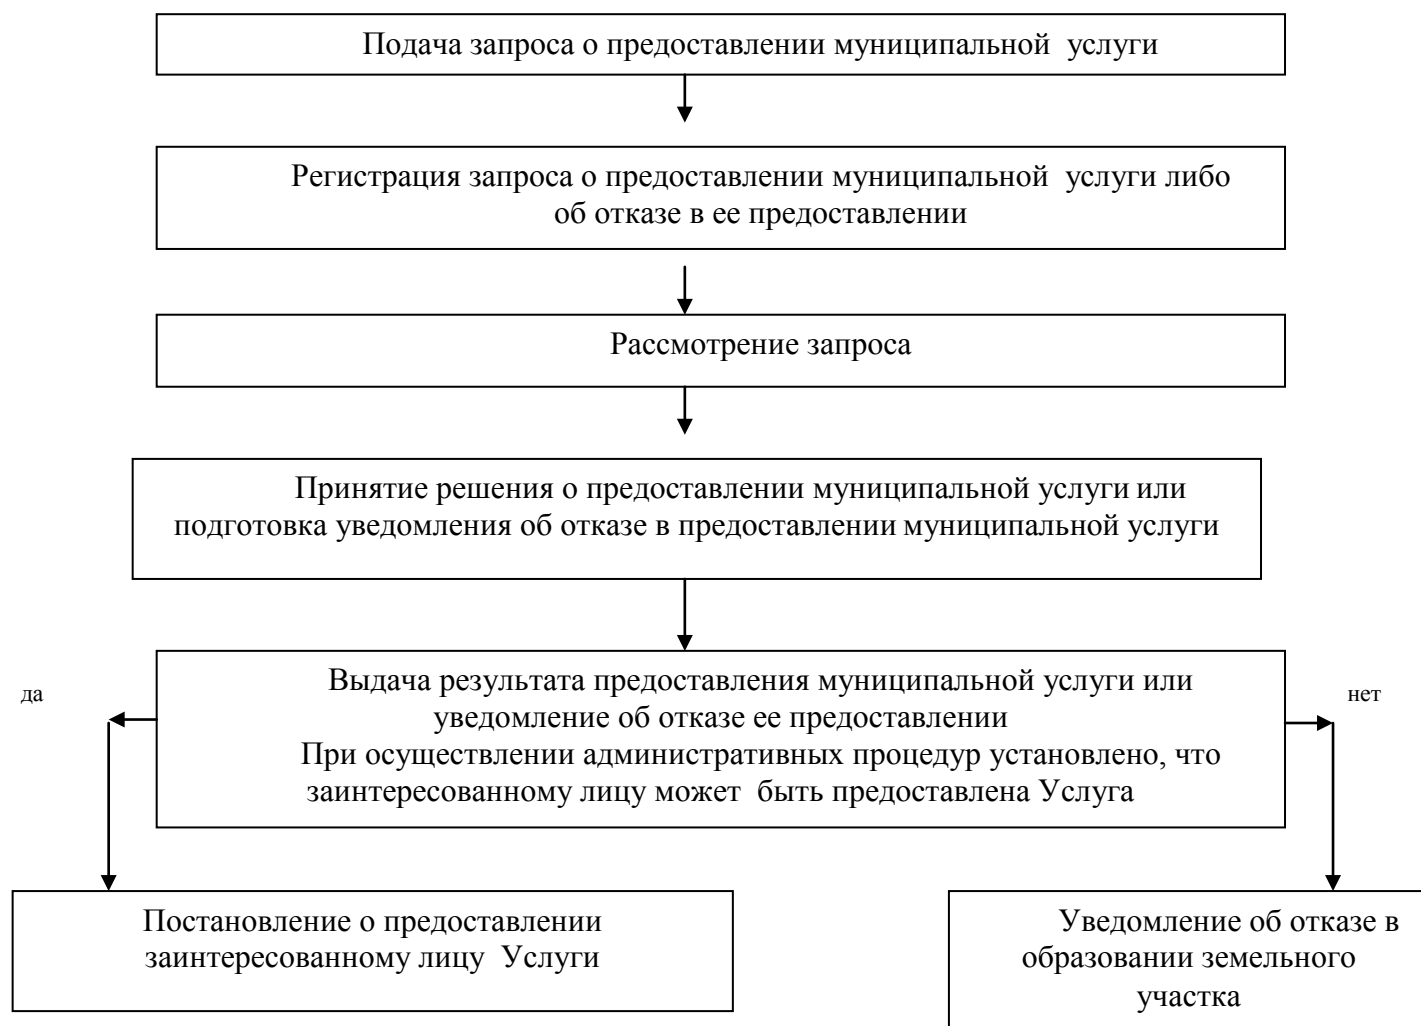 Подача запроса о предоставлении муниципальной услуги
Регистрация запроса о предоставлении муниципальной услуги либо
об отказе в ее предоставлении
Рассмотрение запроса
Принятие решения о предоставлении муниципальной услуги или
подготовка уведомления об отказе в предоставлении муниципальной услуги
Выдача результата предоставления муниципальной услуги или
уведомление об отказе ее предоставлении
При осуществлении административных процедур установлено, что
заинтересованному лицу может быть предоставлена Услуга
да
нет
Постановление о предоставлении
заинтересованному лицу Услуги
Уведомление об отказе в
образовании земельного
участка